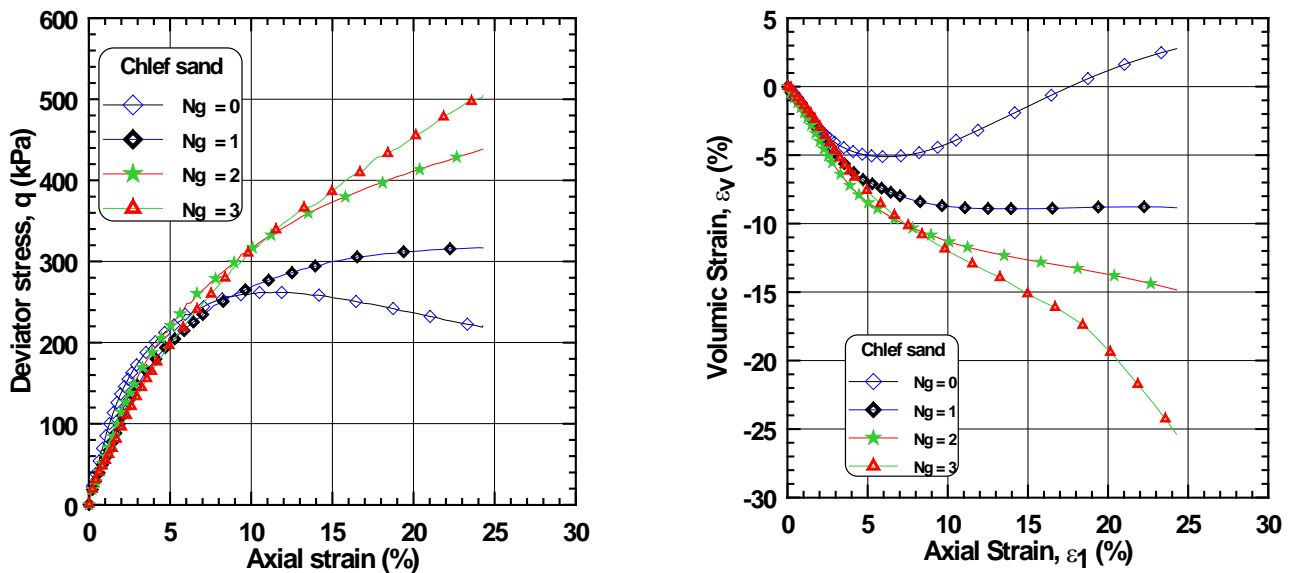 600
500
400
300
200
100
0
Deviator stress, q (kPa)
Chlef sand
Ng = 0
Ng = 1
Ng = 2
Ng = 3
0 5 10 15 20 25 30
Axial strain (%)
5
0
-5
-10
-15
-20
-25
-30
Volumic Strain, εv (%)
Chlef sand
Ng = 0
Ng = 1
Ng = 2
Ng = 3
0 5 10 15 20 25 30
Axial Strain, ε1 (%)